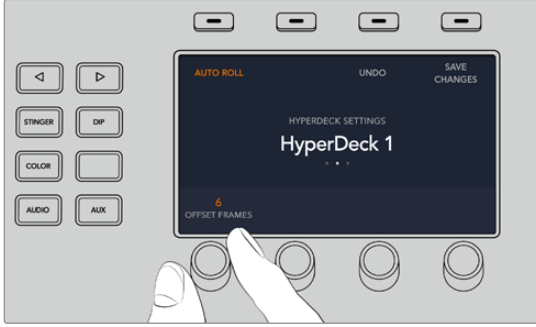 AUTO ROLL
UNDO
SAVE
CHANGES
HYPERDECK SETTINGS
HyperDeck 1
6
OFFSET FRAMES
STINGER
DIP
COLOR
AUDIO
AUX